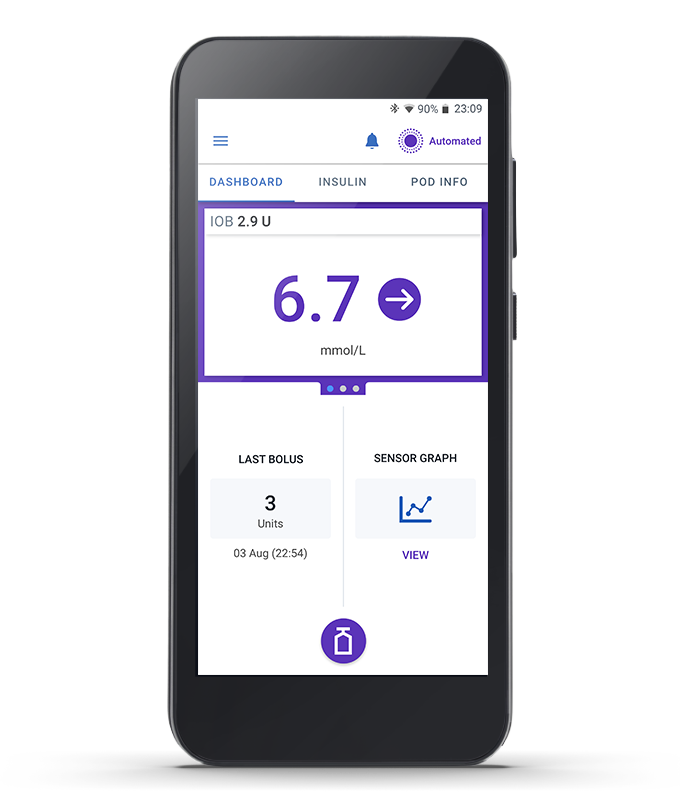 90% 23:09
Automated
DASHBOARD INSULIN POD INFO
IOB 2.9 U
6.7
mmol/L
LAST BOLUS
3
Units
03 Aug (22:54)
SENSOR GRAPH
VIEW